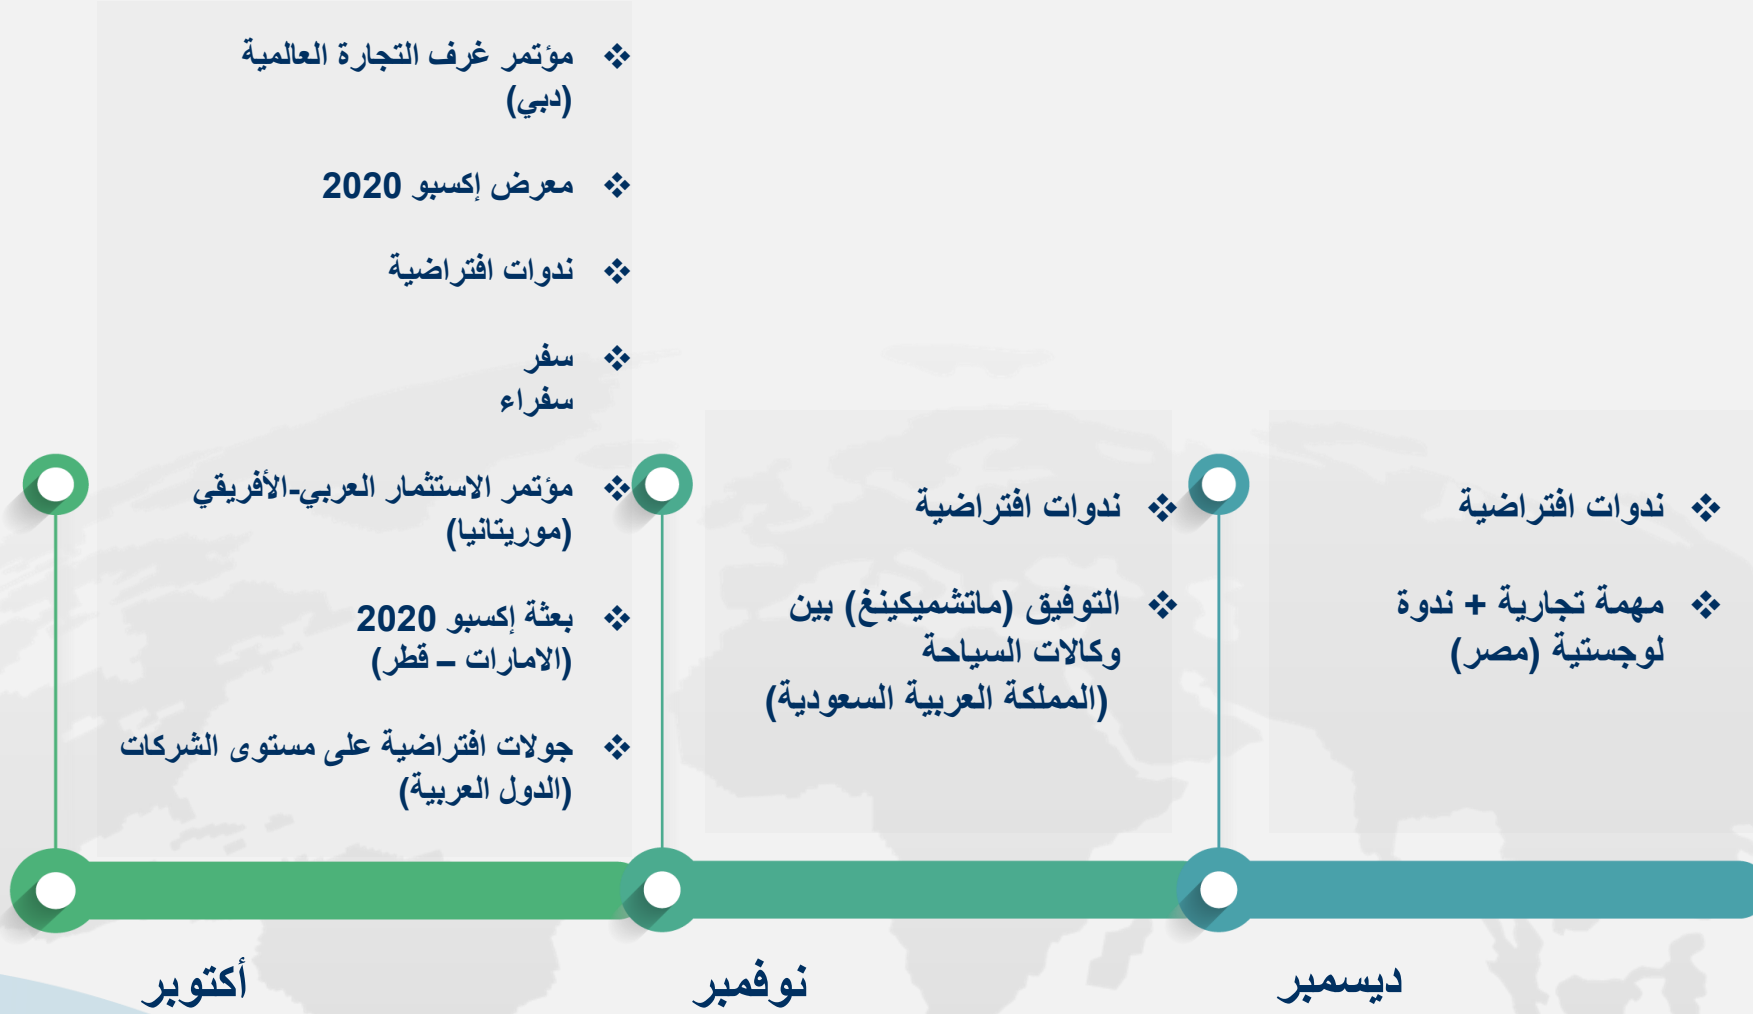 ❖ مؤتمر غرف التجارة العالمية
(دبي)
❖ معرض إكسبو 2020
❖ ندوات افتراضية
❖ سفر
سفراء
❖ مؤتمر الاستثمار العربي-الأفريقي
(موريتانيا)
❖ بعثة إكسبو 2020
(الامارات – قطر)
❖ جولات افتراضية على مستوى الشركات
(الدول العربية)
أكتوبر
❖ ندوات افتراضية
❖ التوفيق (ماتشميكينغ) بين
وكالات السياحة
(المملكة العربية السعودية)
نوفمبر
❖ ندوات افتراضية
❖ مهمة تجارية + ندوة
لوجستية (مصر)
ديسمبر